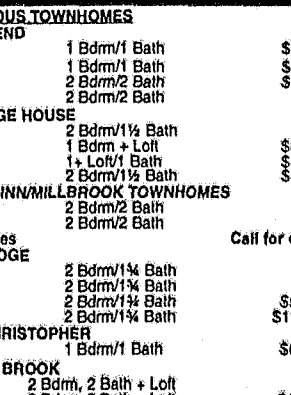 OUS TOWNHOMES
END
1 Bdrm/1 Bath $
1 Bdrm/1 Bath $
2 Bdrm/2 Bath $
2 Bdrm/2 Bath
GE HOUSE
2 Bdrm/1½ Bath
1 Bdrm + Loft $
1+ Loft/1 Bath $
2 Bdrm/1½ Bath $
INN/MILLBROOK TOWNHOMES
2 Bdrm/2 Bath
2 Bdrm/2 Bath
es Call for
DGE
2 Bdrm/1¾ Bath
2 Bdrm/1¾ Bath
2 Bdrm/1¾ Bath $
2 Bdrm/1¾ Bath $1
HRISTOPHER
1 Bdrm/1 Bath $
BROOK
2 Bdrm, 2 Bath + Loft